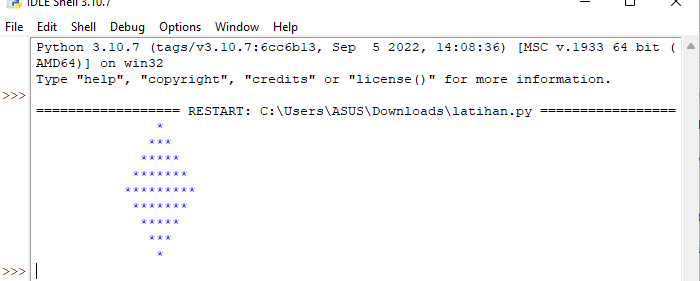 IDLE Shell 3.10.7
File Edit Shell Debug Options Window Help
Python 3.10.7 (tags/v3.10.7:6cc6b13, Sep  5 2022, 14:08:36) [MSC v.1933 64 bit (
AMD64)] on win32
Type "help", "copyright", "credits" or "license()" for more information.
>>>
================== RESTART: C:\Users\ASUS\Downloads\latihan.py =================
               *
              ***
             *****
            *******
           *********
            *******
             *****
              ***
               *
>>>